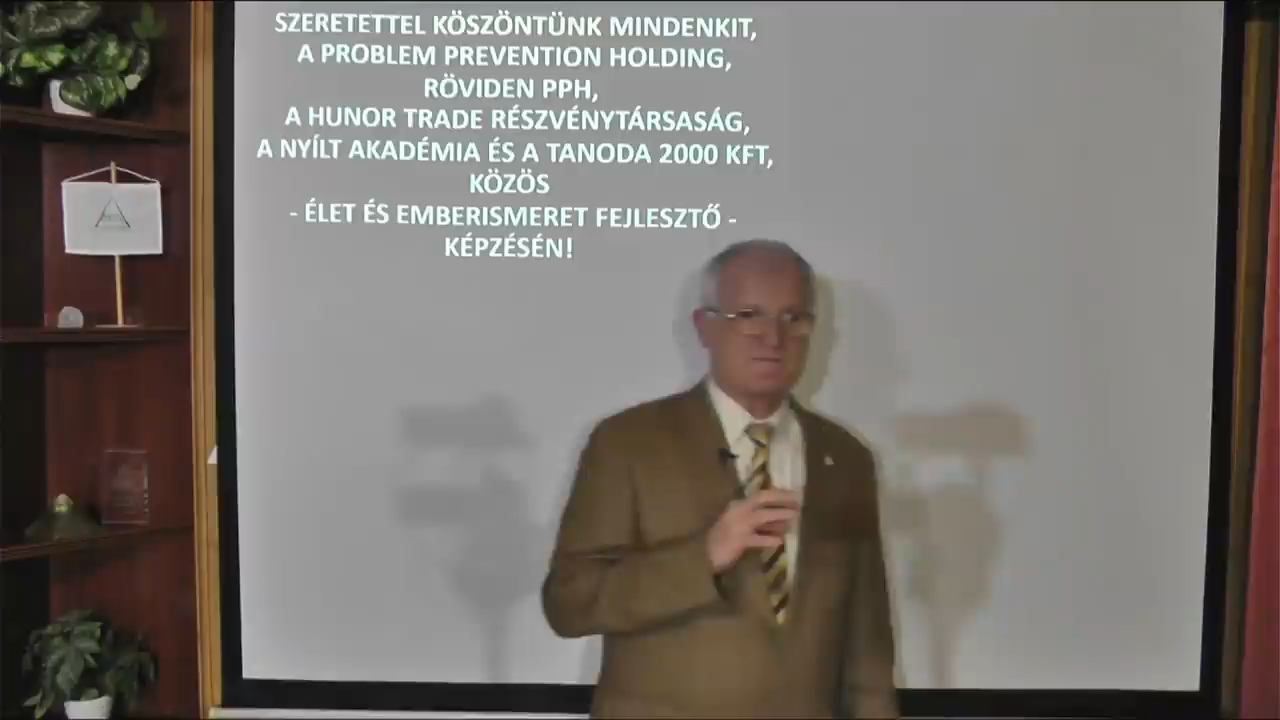 SZERETETTEL KÖSZÖNTÜNK MINDENKIT,
A PROBLEM PREVENTION HOLDING,
RÖVIDEN PPH,
A HUNOR TRADE RÉSZVÉNYTÁRSASÁG,
A NYÍLT AKADÉMIA ÉS A TANODA 2000 KFT,
KÖZÖS
- ÉLET ÉS EMBERISMERET FEJLESZTŐ -
KÉPZÉSÉN!